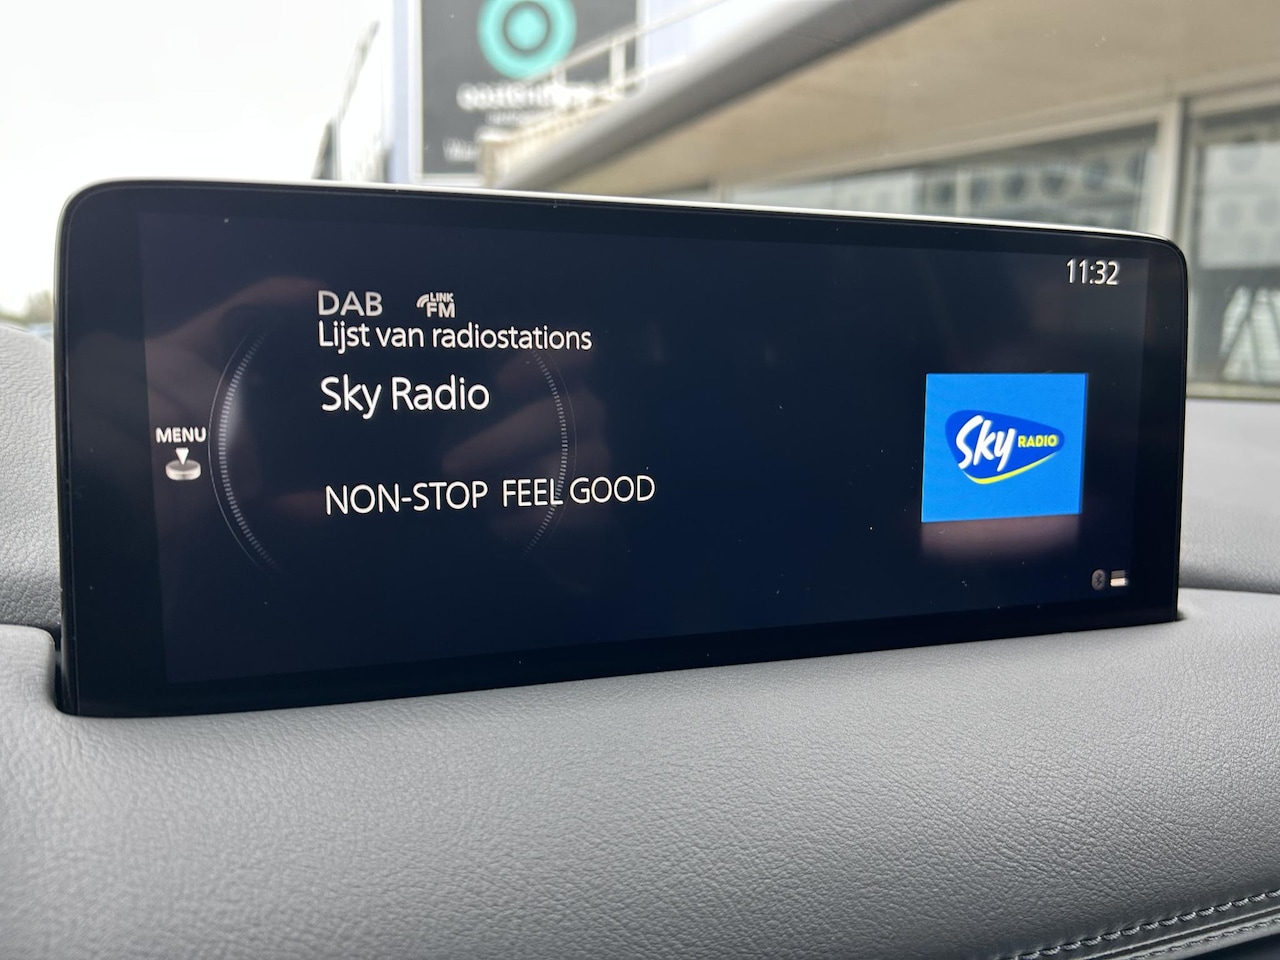 11:32
DAB LINK FM
Lijst van radiostations
Sky Radio
MENU
NON-STOP FEEL GOOD
Sky RADIO